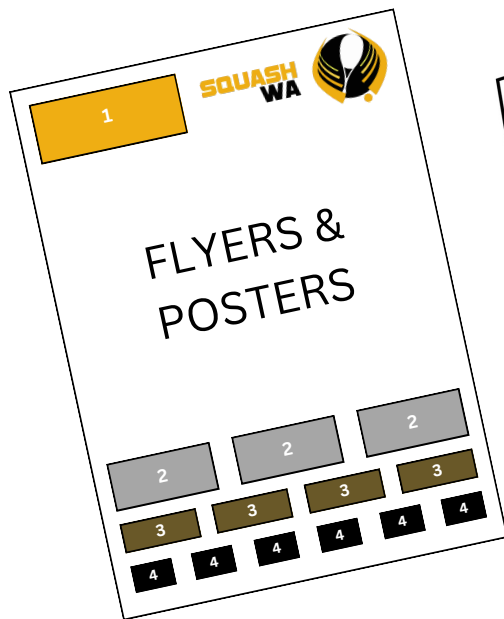 1
SQUASH
WA
FLYERS &
POSTERS
2 2 2
3 3 3 3
4 4 4 4 4 4